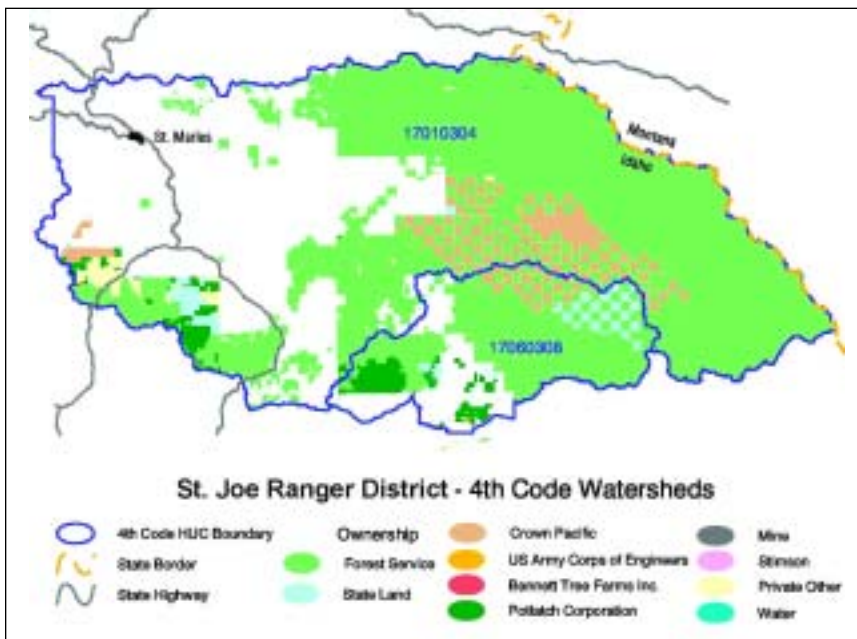 17010304
Montana
Idaho
St. Maries
17060308
St. Joe Ranger District - 4th Code Watersheds
4th Code HUC Boundary
State Border
State Highway
Ownership
Forest Service
State Land
Crown Pacific
US Army Corps of Engineers
Bennett Tree Farms Inc.
Potlatch Corporation
Mine
Stimson
Private Other
Water